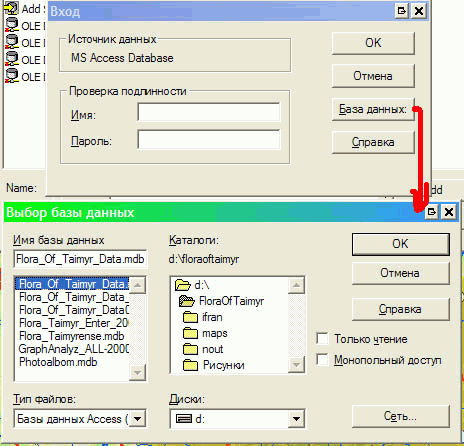 Add S
OLE I
OLE I
OLE I
OLE I
Вход
Источник данных
MS Access Database
Проверка подлинности
Имя:
Пароль:
OK
Отмена
База данных:
Справка
Name:
dd
Выбор базы данных
Имя базы данных
Flora_Of_Taimyr_Data.mdb
Flora_Of_Taimyr_Data.m
Flora_Of_Taimyr_Data_2
Flora_Of_Taimyr_Data0
Flora_Taimyr_Enter_200
Flora_Taimyrense.mdb
GraphAnalyz_ALL-2000
Photoalbom.mdb
Тип файлов:
Базы данных Access (
Каталоги:
d:\floraoftaimyr
d:\
FloraOfTaimyr
ifran
maps
nout
Рисунки
Диски:
d:
OK
Отмена
Справка
Только чтение
Монопольный доступ
Сеть...